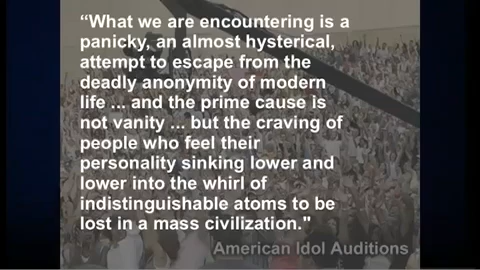 “What we are encountering is a
panicky, an almost hysterical,
attempt to escape from the
deadly anonymity of modern
life ... and the prime cause is
not vanity ... but the craving of
people who feel their
personality sinking lower and
lower into the whirl of
indistinguishable atoms to be
lost in a mass civilization."
American Idol Auditions